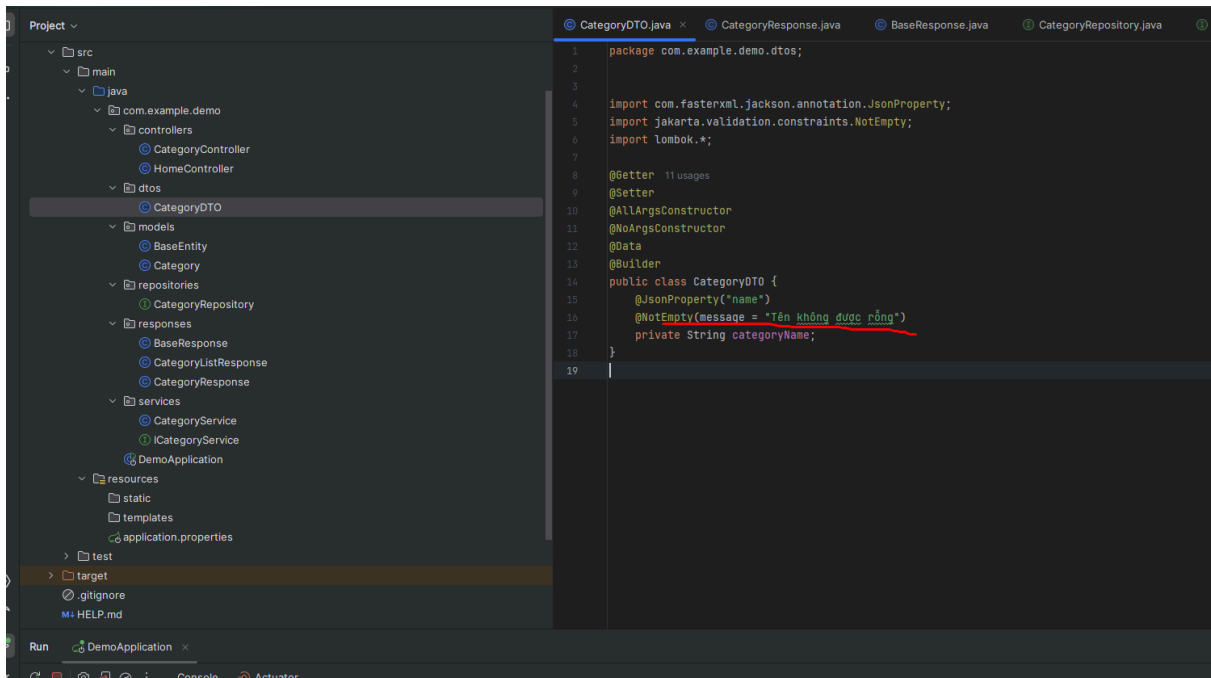 Project
src
main
java
com.example.demo
controllers
CategoryController
HomeController
dtos
CategoryDTO
models
BaseEntity
Category
repositories
CategoryRepository
responses
BaseResponse
CategoryListResponse
CategoryResponse
services
CategoryService
ICategoryService
DemoApplication
resources
static
templates
application.properties
test
target
.gitignore
HELP.md
CategoryDTO.java
CategoryResponse.java
BaseResponse.java
CategoryRepository.java
1 package com.example.demo.dtos;
2
3
4 import com.fasterxml.jackson.annotation.JsonProperty;
5 import jakarta.validation.constraints.NotEmpty;
6 import lombok.*;
7
8 @Getter 11 usages
9 @Setter
10 @AllArgsConstructor
11 @NoArgsConstructor
12 @Data
13 @Builder
14 public class CategoryDTO {
15 @JsonProperty("name")
16 @NotEmpty(message = "Tên không được rỗng")
17 private String categoryName;
18 }
19
Run DemoApplication
Console Actuator